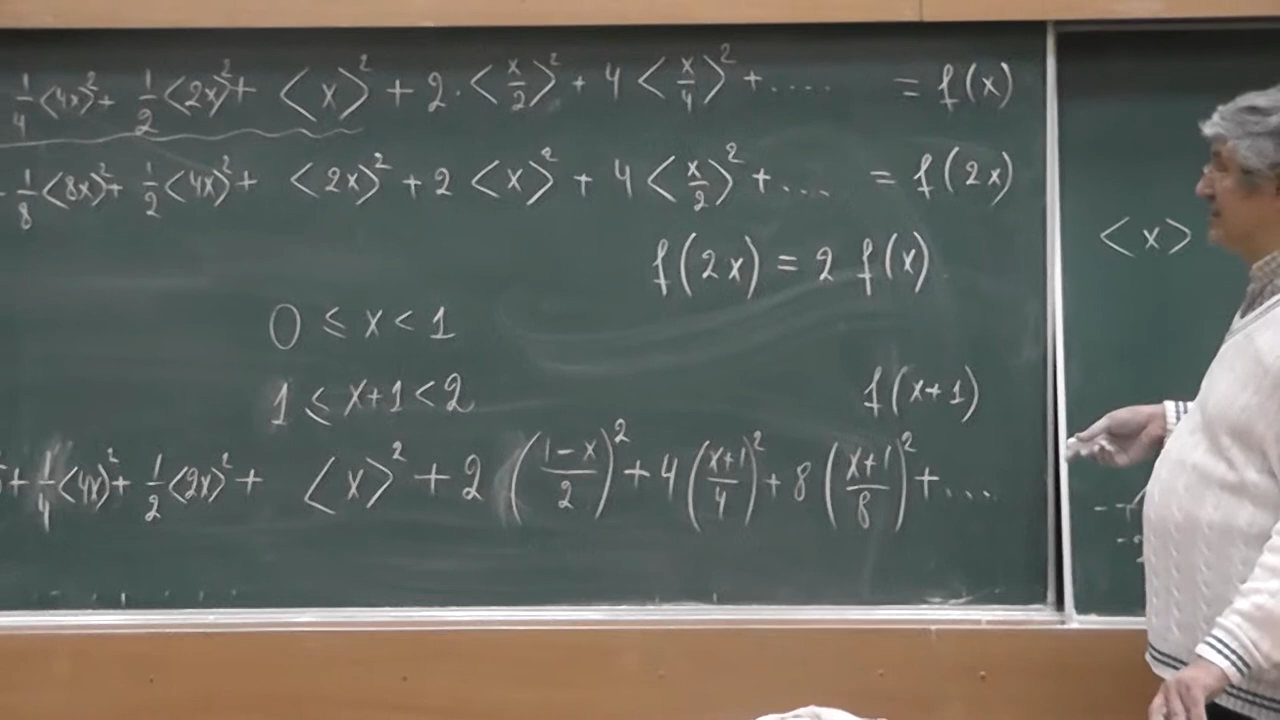 1/4 <4x>² + 1/2 <2x>² + <x>² + 2 · <x/2>² + 4 <x/4>² + .... = f(x)
1/8 <8x>² + 1/2 <4x>² + <2x>² + 2 <x>² + 4 <x/2>² + ... = f(2x)
f(2x) = 2 f(x)
<x>
0 ≤ x < 1
1 ≤ x+1 < 2 f(x+1)
+ 1/4 <4x>² + 1/2 <2x>² + <x>² + 2 ((1-x)/2)² + 4 ((x+1)/4)² + 8 ((x+1)/8)² + ...